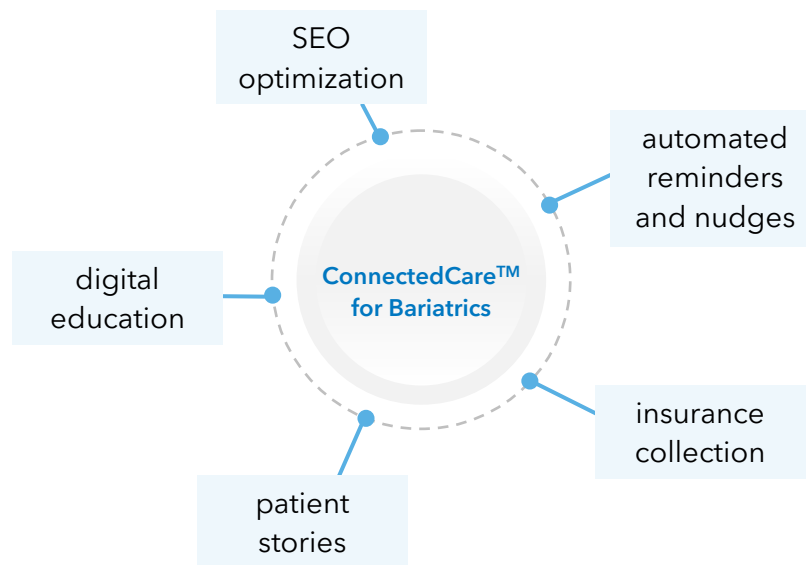 SEO
optimization
automated
reminders
and nudges
ConnectedCare™
for Bariatrics
digital
education
insurance
collection
patient
stories